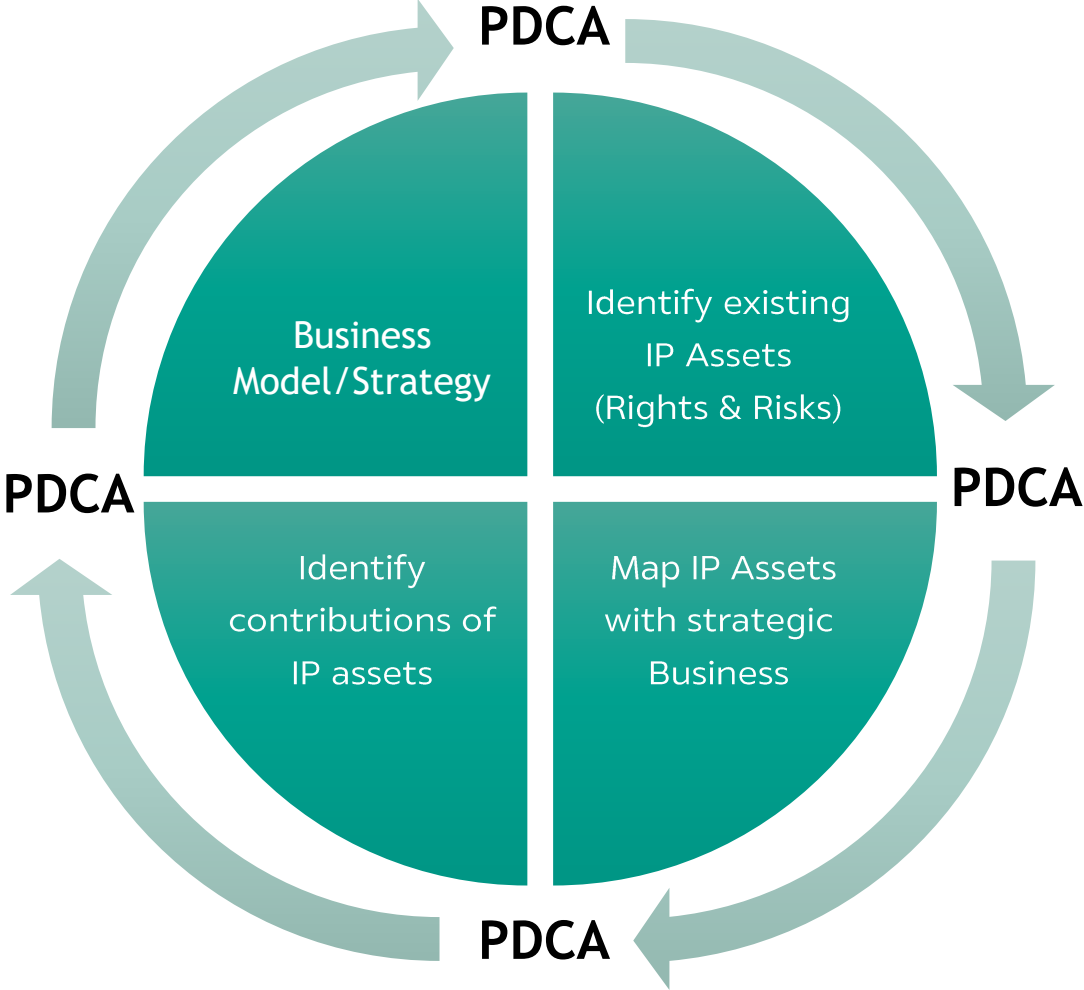 PDCA
Business
Model/Strategy
Identify existing
IP Assets
(Rights & Risks)
PDCA
PDCA
Identify
contributions of
IP assets
Map IP Assets
with strategic
Business
PDCA